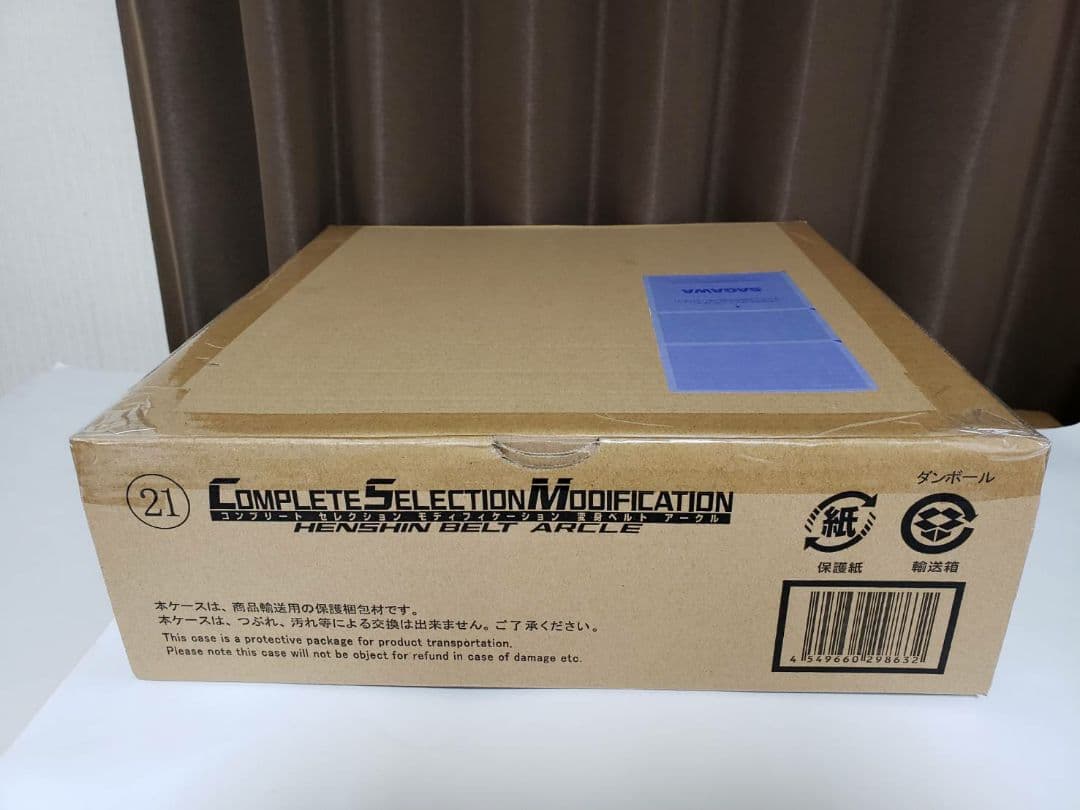 SAGAWA
21
COMPLETE SELECTION MODIFICATION
コンプリート セレクション モディフィケーション 変身ベルト アークル
HENSHIN BELT ARCLE
ダンボール
紙
保護紙
輸送箱
本ケースは、商品輸送用の保護梱包材です。
本ケースは、つぶれ、汚れ等による交換は出来ません。ご了承ください。
This case is a protective package for product transportation.
Please note this case will not be object for refund in case of damage etc.
4 549660 298632